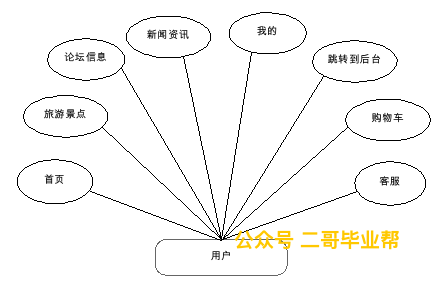 我的
新闻资讯
论坛信息
跳转到后台
旅游景点
购物车
首页
客服
公众号 二哥毕业帮
用户